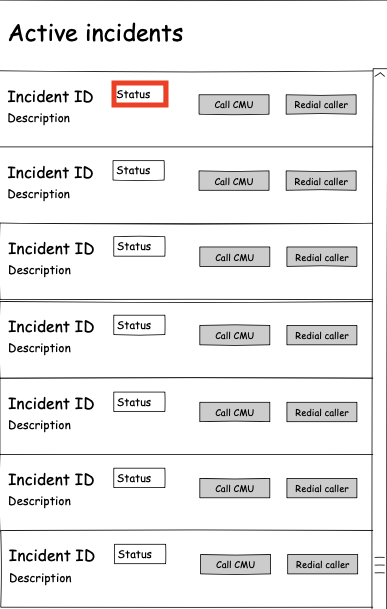 Active incidents
Incident ID Status Call CMU Redial caller
Description
Incident ID Status Call CMU Redial caller
Description
Incident ID Status Call CMU Redial caller
Description
Incident ID Status Call CMU Redial caller
Description
Incident ID Status Call CMU Redial caller
Description
Incident ID Status Call CMU Redial caller
Description
Incident ID Status Call CMU Redial caller
Description